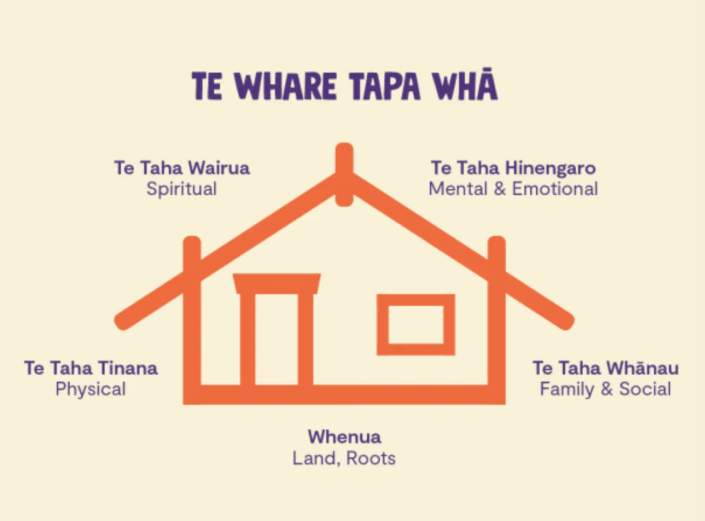 TE WHARE TAPA WHĀ
Te Taha Wairua
Spiritual
Te Taha Hinengaro
Mental & Emotional
Te Taha Tinana
Physical
Te Taha Whānau
Family & Social
Whenua
Land, Roots